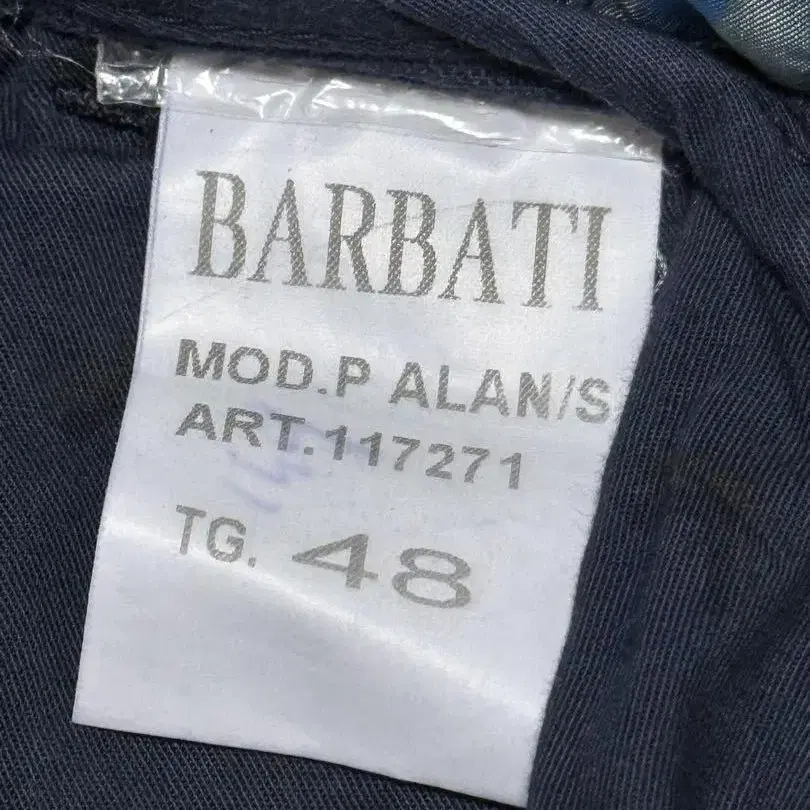 BARBATI
MOD.P ALAN/S
ART.117271
TG. 48